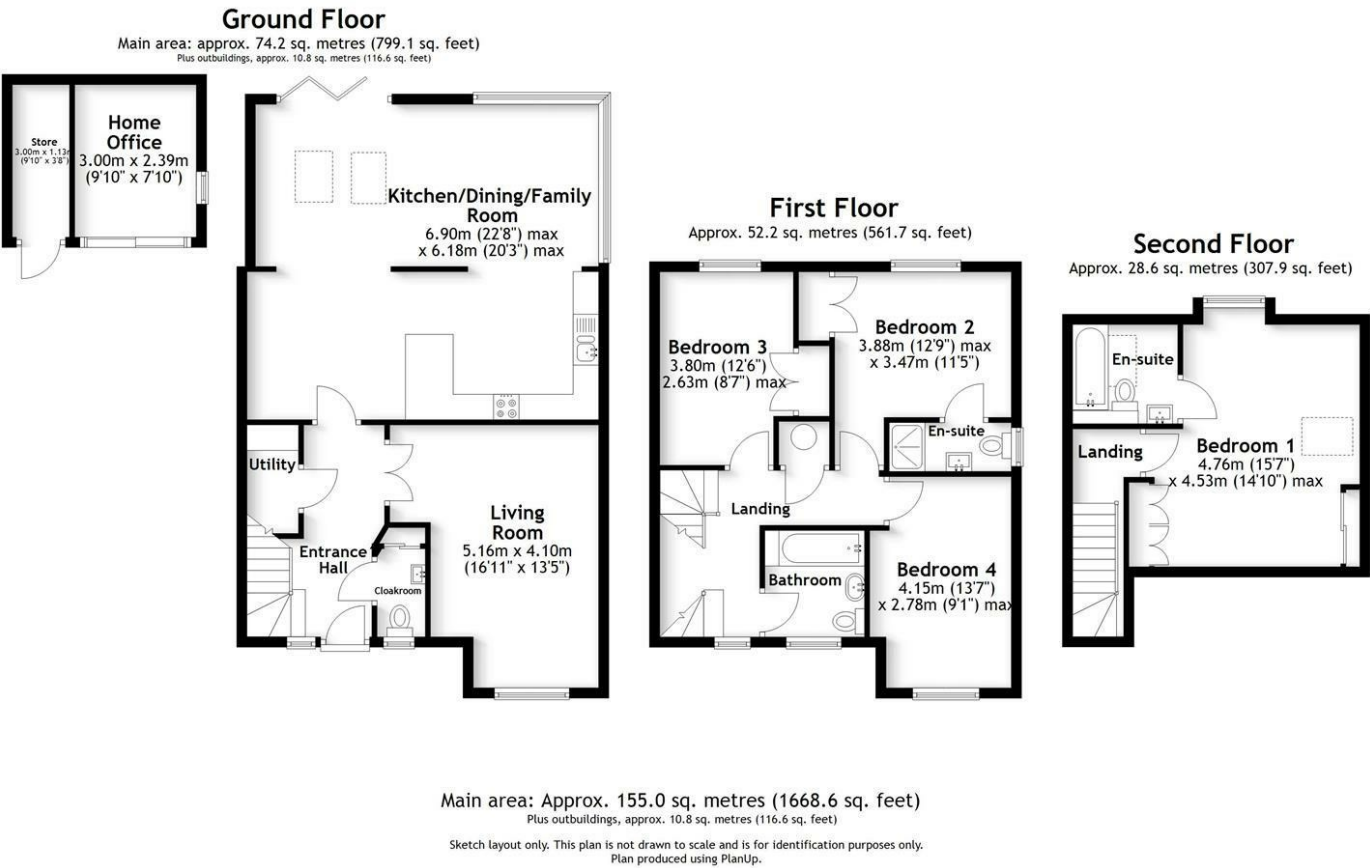 Ground Floor
Main area: approx. 74.2 sq. metres (799.1 sq. feet)
Plus outbuildings, approx. 10.8 sq. metres (116.6 sq. feet)
Store
3.00m x 1.13m
(9'10" x 3'8")
Home
Office
3.00m x 2.39m
(9'10" x 7'10")
Kitchen/Dining/Family
Room
6.90m (22'8") max
x 6.18m (20'3") max
Utility
Entrance
Hall
Cloakroom
Living
Room
5.16m x 4.10m
(16'11" x 13'5")
First Floor
Approx. 52.2 sq. metres (561.7 sq. feet)
Bedroom 3
3.80m (12'6")
2.63m (8'7") max
Bedroom 2
3.88m (12'9") max
x 3.47m (11'5")
En-suite
Landing
Bathroom
Bedroom 4
4.15m (13'7")
x 2.78m (9'1") max
Second Floor
Approx. 28.6 sq. metres (307.9 sq. feet)
En-suite
Landing
Bedroom 1
4.76m (15'7")
x 4.53m (14'10") max
Main area: Approx. 155.0 sq. metres (1668.6 sq. feet)
Plus outbuildings, approx. 10.8 sq. metres (116.6 sq. feet)
Sketch layout only. This plan is not drawn to scale and is for identification purposes only.
Plan produced using PlanUp.